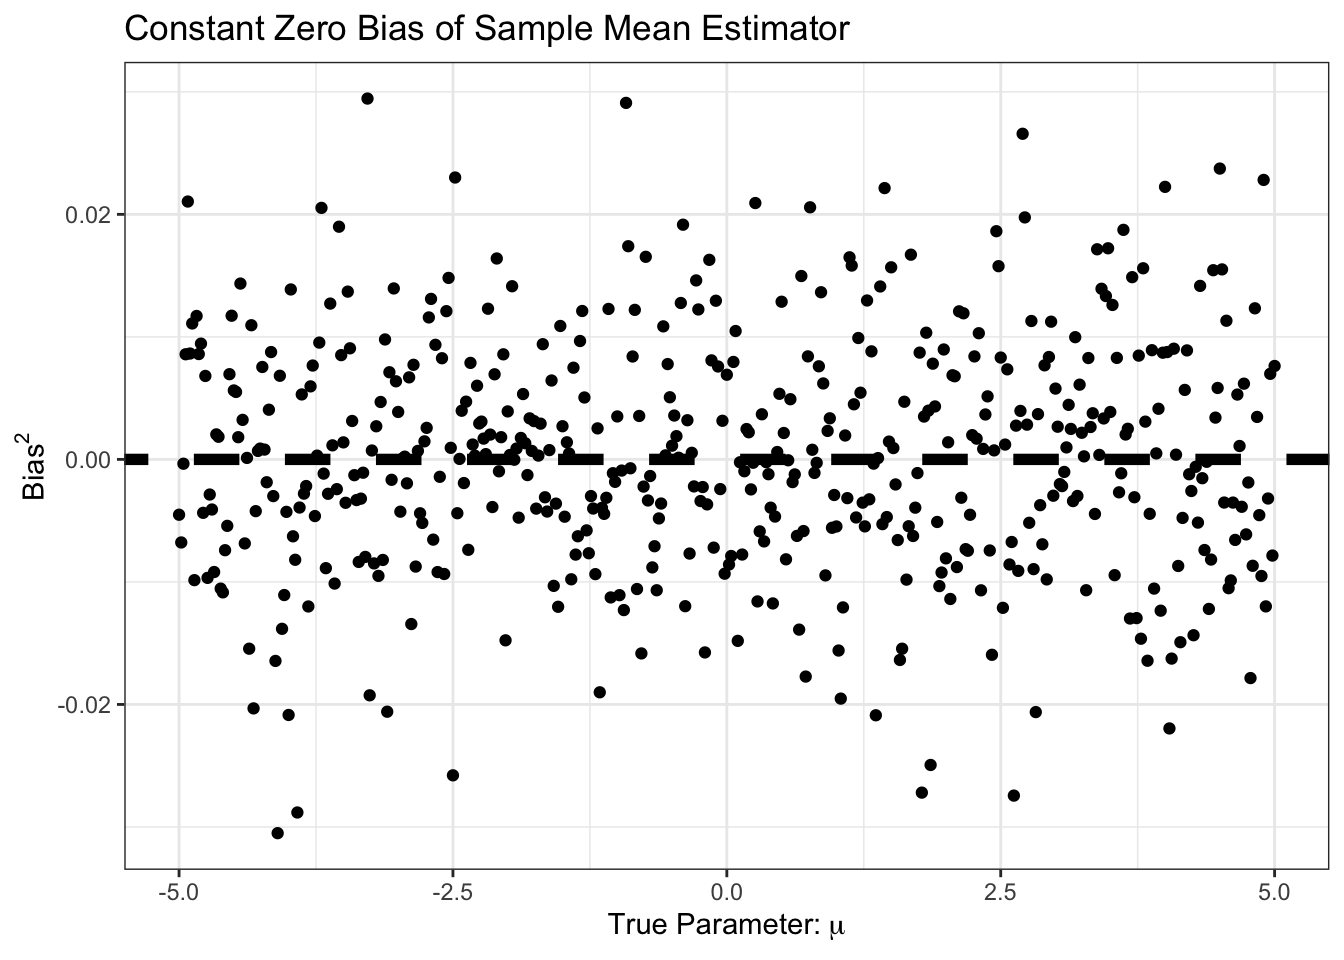 Constant Zero Bias of Sample Mean Estimator
Bias²
0.02
0.00
-0.02
-5.0 -2.5 0.0 2.5 5.0
True Parameter: μ